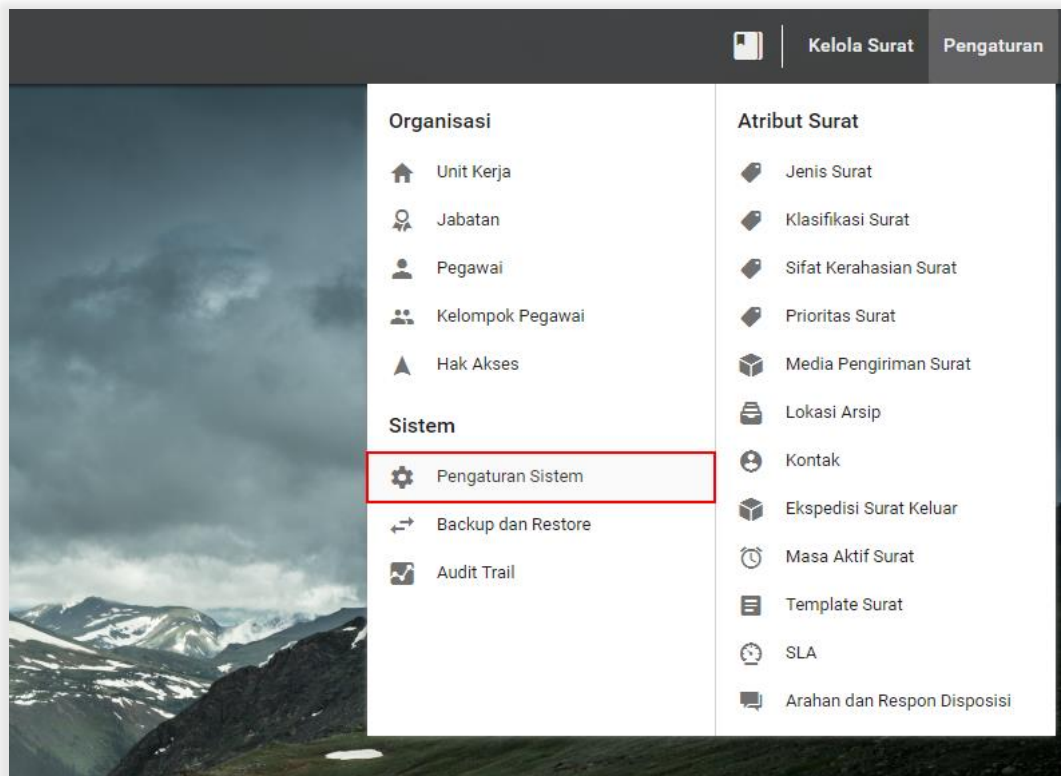 Kelola Surat
Pengaturan
Organisasi
Unit Kerja
Jabatan
Pegawai
Kelompok Pegawai
Hak Akses
Sistem
Pengaturan Sistem
Backup dan Restore
Audit Trail
Atribut Surat
Jenis Surat
Klasifikasi Surat
Sifat Kerahasian Surat
Prioritas Surat
Media Pengiriman Surat
Lokasi Arsip
Kontak
Ekspedisi Surat Keluar
Masa Aktif Surat
Template Surat
SLA
Arahan dan Respon Disposisi